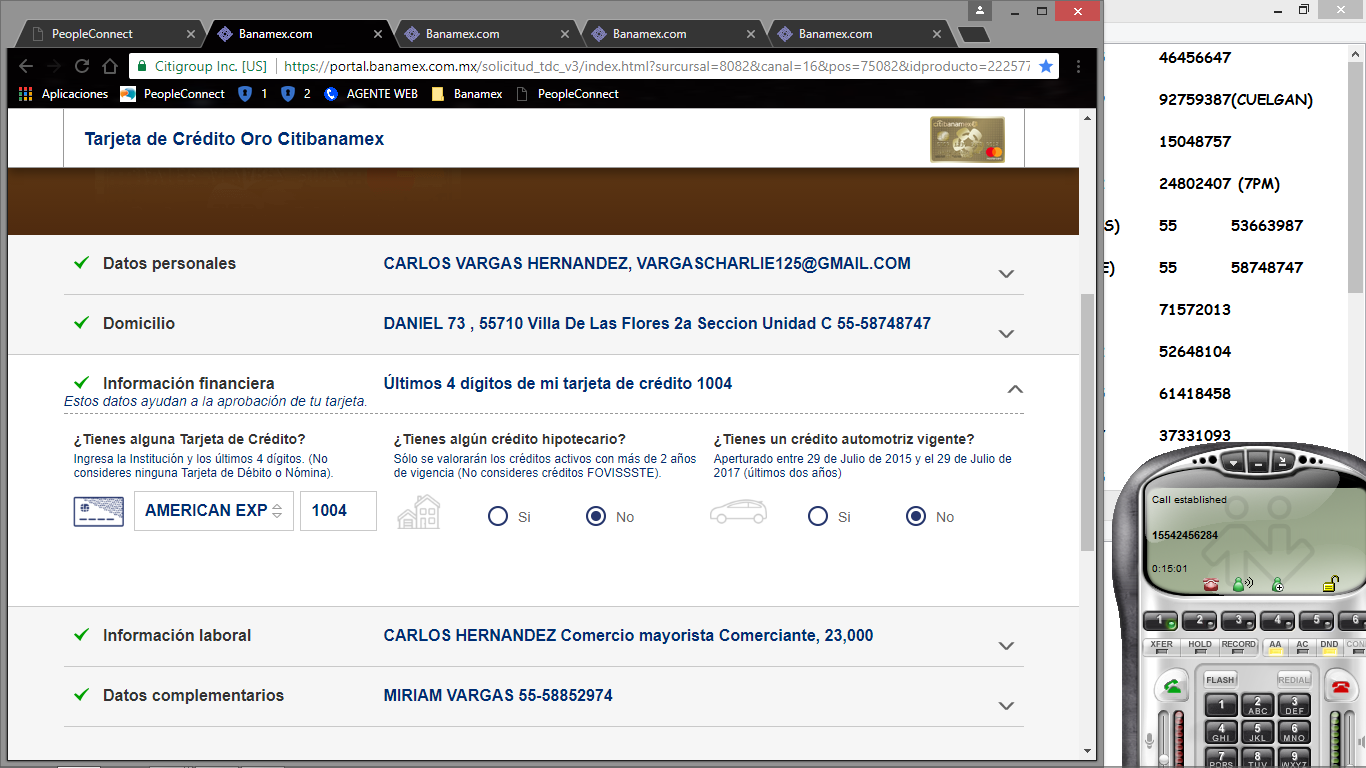 PeopleConnect
Banamex.com
Banamex.com
Banamex.com
Banamex.com
Citigroup Inc. [US] https://portal.banamex.com.mx/solicitud_tdc_v3/index.html?surcursal=8082&canal=16&pos=75082&idproducto=222577
Aplicaciones PeopleConnect 1 2 AGENTE WEB Banamex PeopleConnect
Tarjeta de Crédito Oro Citibanamex
citibanamex
Datos personales CARLOS VARGAS HERNANDEZ, VARGASCHARLIE125@GMAIL.COM
Domicilio DANIEL 73 , 55710 Villa De Las Flores 2a Seccion Unidad C 55-58748747
Información financiera Últimos 4 dígitos de mi tarjeta de crédito 1004
Estos datos ayudan a la aprobación de tu tarjeta.
¿Tienes alguna Tarjeta de Crédito?
Ingresa la Institución y los últimos 4 dígitos. (No
consideres ninguna Tarjeta de Débito o Nómina).
AMERICAN EXP 1004
¿Tienes algún crédito hipotecario?
Sólo se valorarán los créditos activos con más de 2 años
de vigencia (No consideres créditos FOVISSSTE).
Si No
¿Tienes un crédito automotriz vigente?
Aperturado entre 29 de Julio de 2015 y el 29 de Julio de
2017 (últimos dos años)
Si No
Información laboral CARLOS HERNANDEZ Comercio mayorista Comerciante, 23,000
Datos complementarios MIRIAM VARGAS 55-58852974
46456647
92759387(CUELGAN)
15048757
24802407 (7PM)
S) 55 53663987
E) 55 58748747
71572013
52648104
61418458
37331093
Call established
15542456284
0:15:01
1 2 3 4 5 6
XFER HOLD RECORD AA AC DND CON
FLASH REDIAL
1 2 ABC 3 DEF
4 GHI 5 JKL 6 MNO
7 PQRS 8 TUV 9 WXYZ